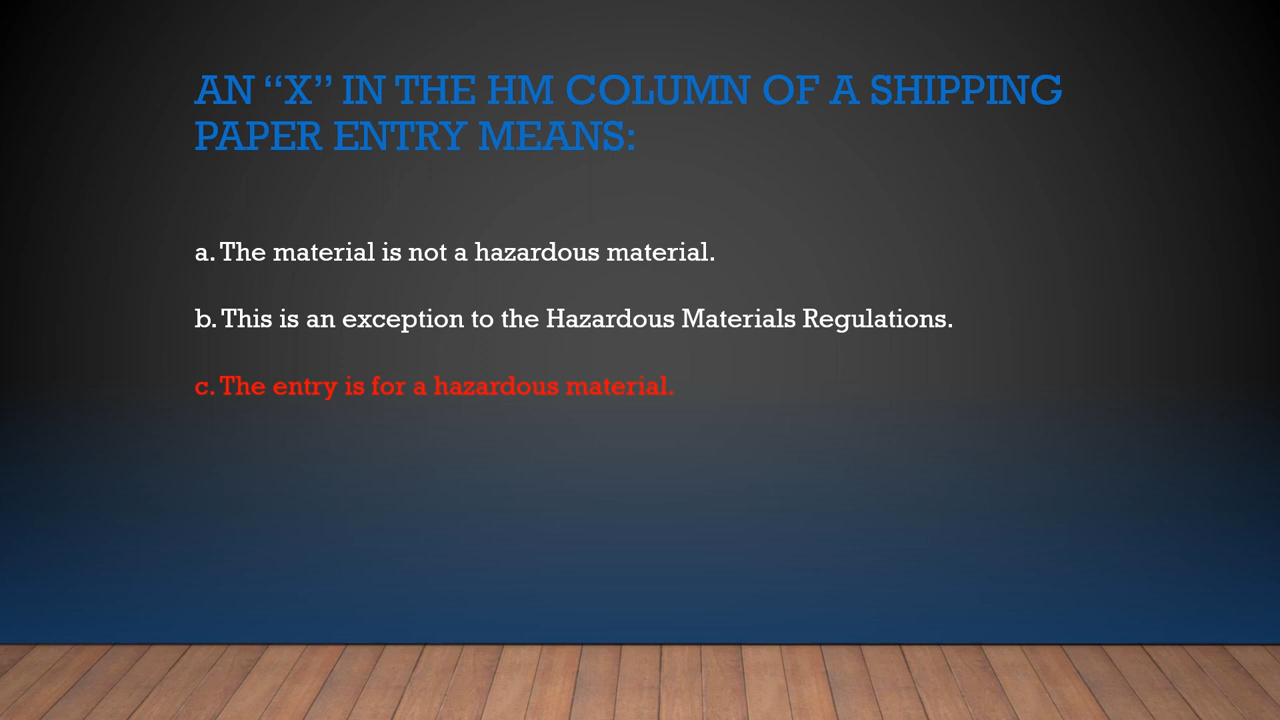 AN “X” IN THE HM COLUMN OF A SHIPPING
PAPER ENTRY MEANS:
a. The material is not a hazardous material.
b. This is an exception to the Hazardous Materials Regulations.
c. The entry is for a hazardous material.